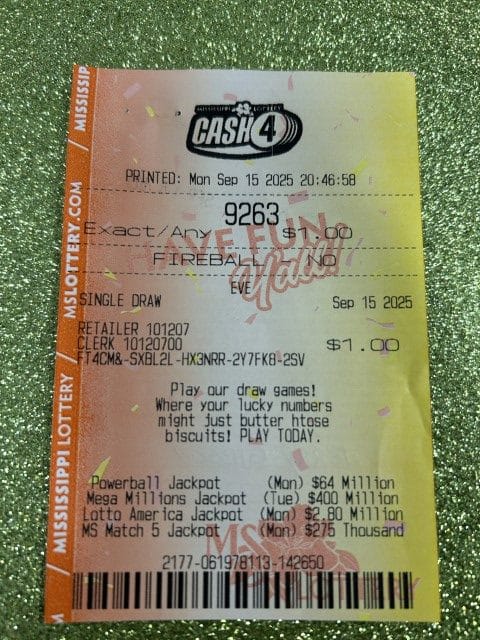 MISSISSIPPI LOTTERY
CASH 4
PRINTED: Mon Sep 15 2025 20:46:58
9263
Exact/Any $1.00
HAVE FUN,
Yall!
FIREBALL - NO
EVE
SINGLE DRAW Sep 15 2025
RETAILER 101207
CLERK 10120700 $1.00
FT4CM&-SXBL2L-HX3NRR-2Y7FK8-2SV
Play our draw games!
Where your lucky numbers
might just butter htose
biscuits! PLAY TODAY.
Powerball Jackpot (Mon) $64 Million
Mega Millions Jackpot (Tue) $400 Million
Lotto America Jackpot (Mon) $2.80 Million
MS Match 5 Jackpot (Mon) $275 Thousand
2177-061978113-142650
MISSISSIPPI LOTTERY / MSLOTTERY.COM / MISSISSIP